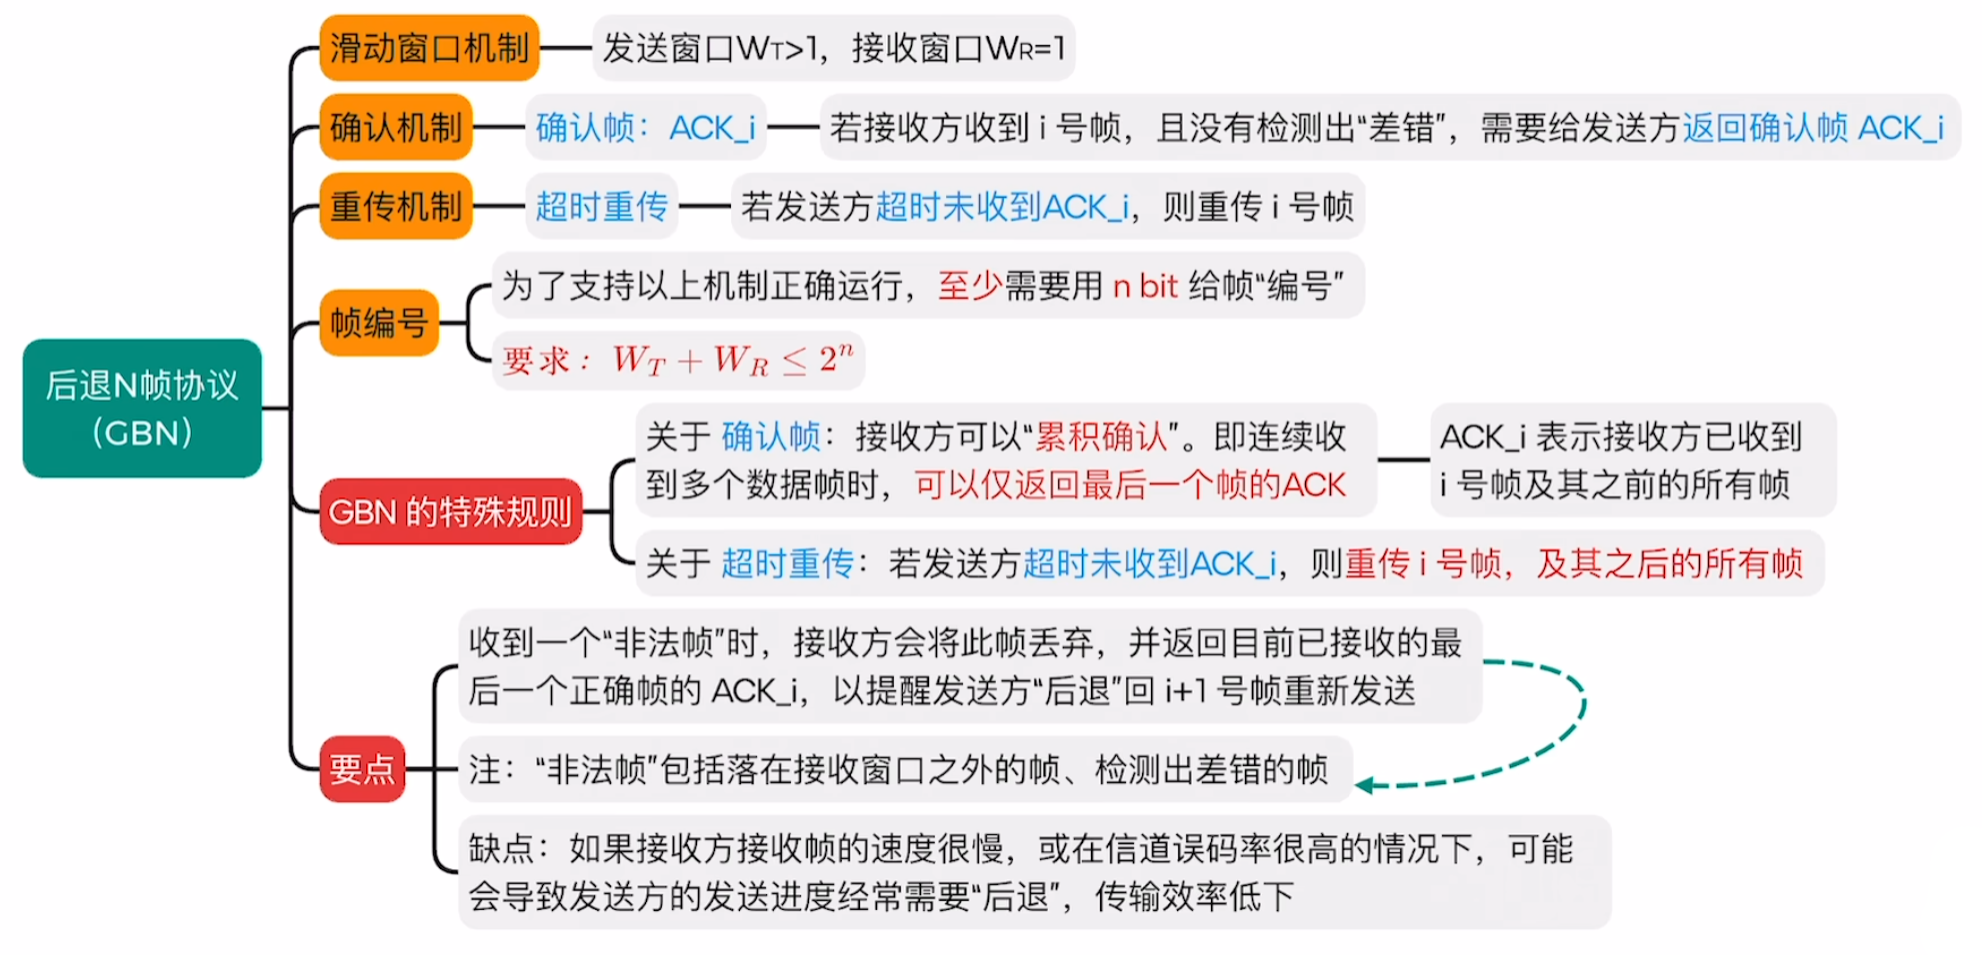 滑动窗口机制
发送窗口WT>1，接收窗口WR=1
确认机制
确认帧：ACK_i
若接收方收到 i 号帧，且没有检测出“差错”，需要给发送方返回确认帧 ACK_i
重传机制
超时重传
若发送方超时未收到ACK_i，则重传 i 号帧
帧编号
为了支持以上机制正确运行，至少需要用 n bit 给帧“编号”
要求：W_T + W_R ≤ 2^n
后退N帧协议
（GBN）
GBN 的特殊规则
关于 确认帧：接收方可以“累积确认”。即连续收
到多个数据帧时，可以仅返回最后一个帧的ACK
ACK_i 表示接收方已收到
i 号帧及其之前的所有帧
关于 超时重传：若发送方超时未收到ACK_i，则重传 i 号帧，及其之后的所有帧
要点
收到一个“非法帧”时，接收方会将此帧丢弃，并返回目前已接收的最
后一个正确帧的 ACK_i，以提醒发送方“后退”回 i+1 号帧重新发送
注：“非法帧”包括落在接收窗口之外的帧、检测出差错的帧
缺点：如果接收方接收帧的速度很慢，或在信道误码率很高的情况下，可能
会导致发送方的发送进度经常需要“后退”，传输效率低下